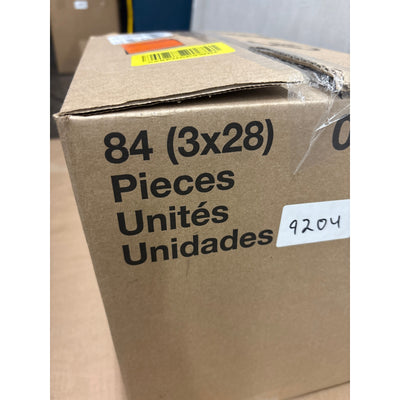 84 (3x28)
Pieces
Unités
Unidades
9204